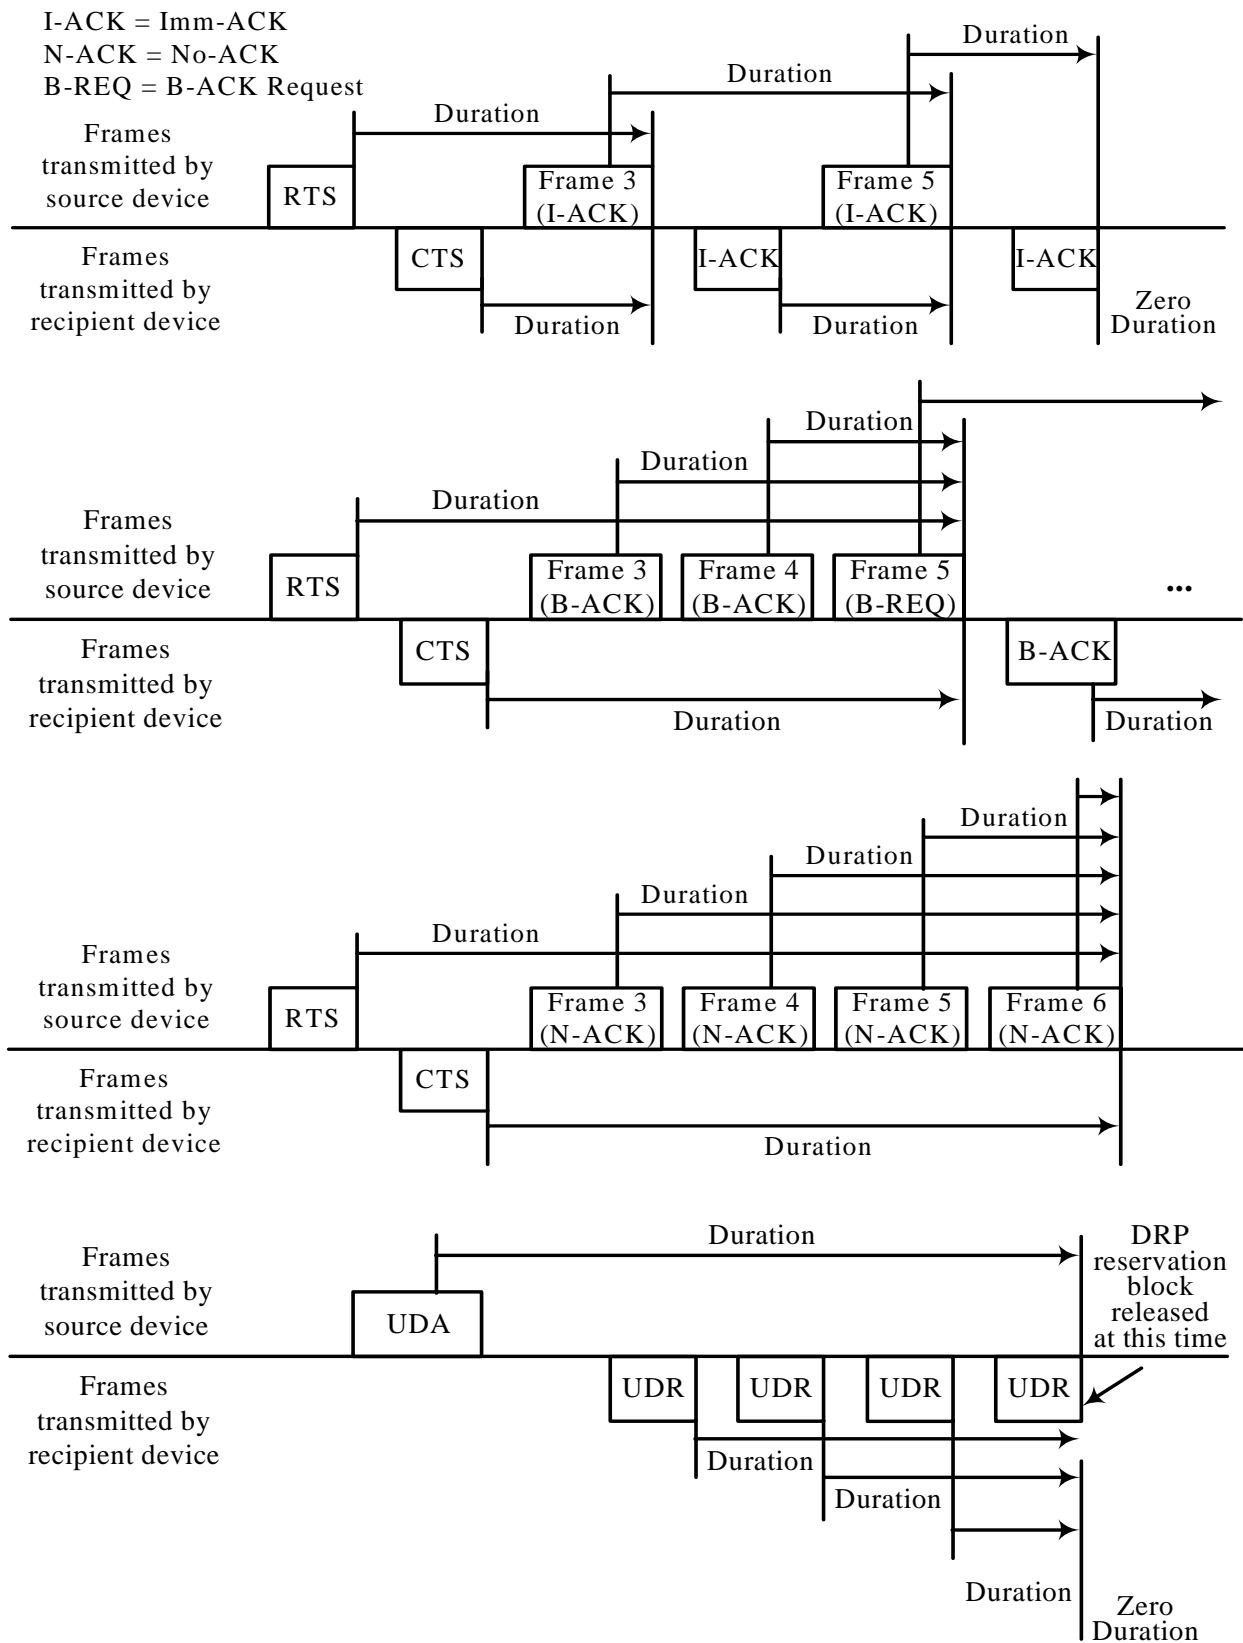 I-ACK = Imm-ACK
N-ACK = No-ACK
B-REQ = B-ACK Request
Duration
Duration
Duration
Frames
transmitted by
source device
RTS
Frame 3
(I-ACK)
Frame 5
(I-ACK)
Frames
transmitted by
recipient device
CTS
I-ACK
I-ACK
Duration
Duration
Zero
Duration
Duration
Duration
Duration
Frames
transmitted by
source device
RTS
Frame 3
(B-ACK)
Frame 4
(B-ACK)
Frame 5
(B-REQ)
...
Frames
transmitted by
recipient device
CTS
B-ACK
Duration
Duration
Duration
Duration
Duration
Duration
Frames
transmitted by
source device
RTS
Frame 3
(N-ACK)
Frame 4
(N-ACK)
Frame 5
(N-ACK)
Frame 6
(N-ACK)
Frames
transmitted by
recipient device
CTS
Duration
Duration
DRP
reservation
block
released
at this time
Frames
transmitted by
source device
UDA
Frames
transmitted by
recipient device
UDR
UDR
UDR
UDR
Duration
Duration
Duration
Zero
Duration